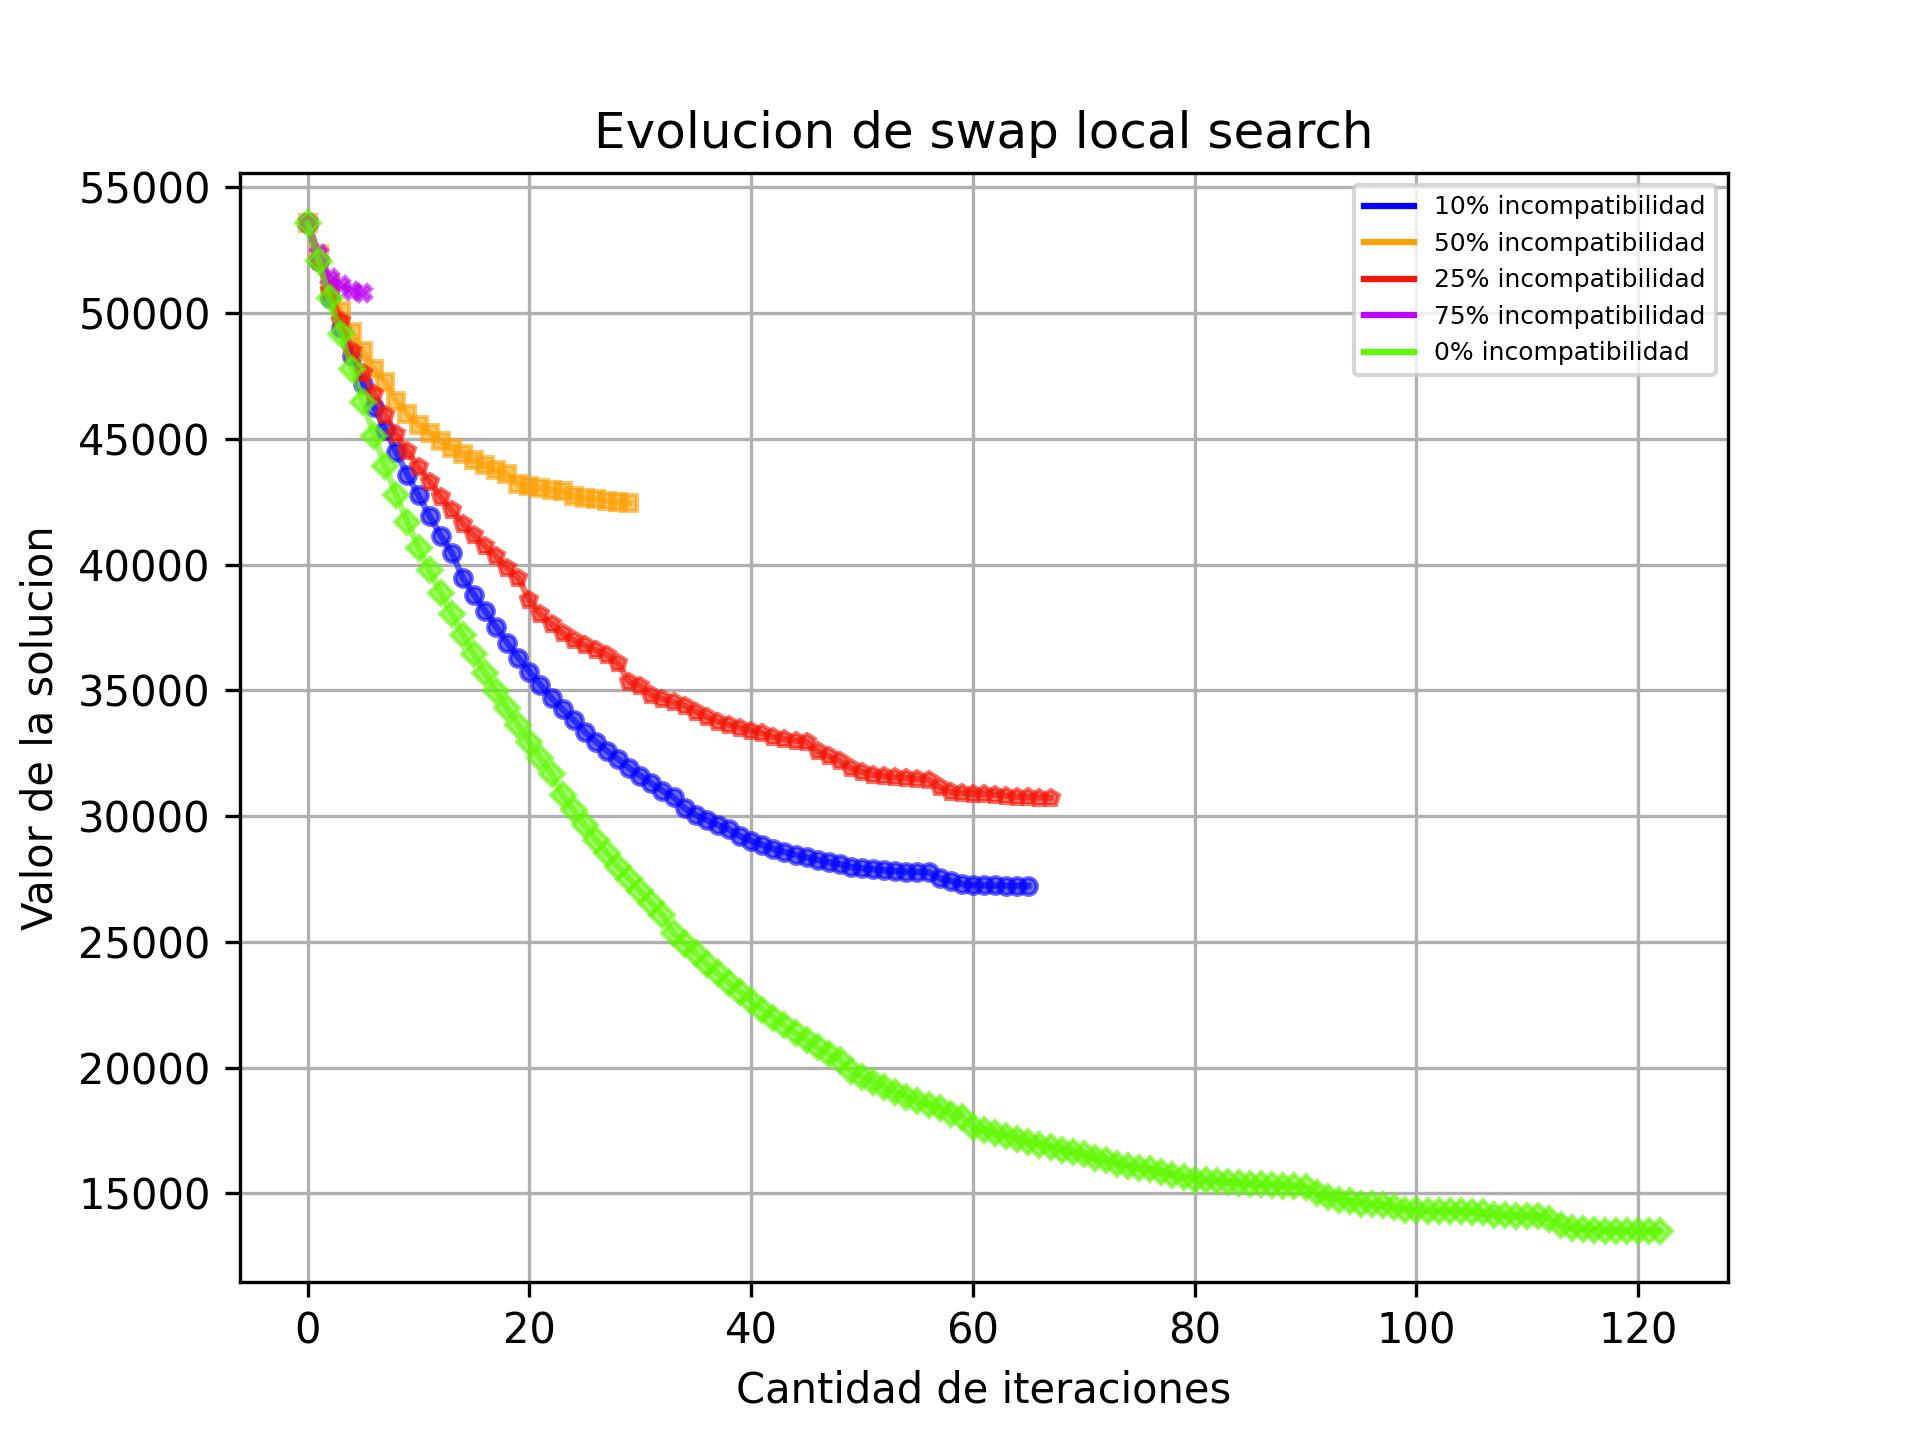 Evolucion de swap local search
55000
50000
45000
40000
35000
30000
25000
20000
15000
Valor de la solucion
10% incompatibilidad
50% incompatibilidad
25% incompatibilidad
75% incompatibilidad
0% incompatibilidad
0 20 40 60 80 100 120
Cantidad de iteraciones